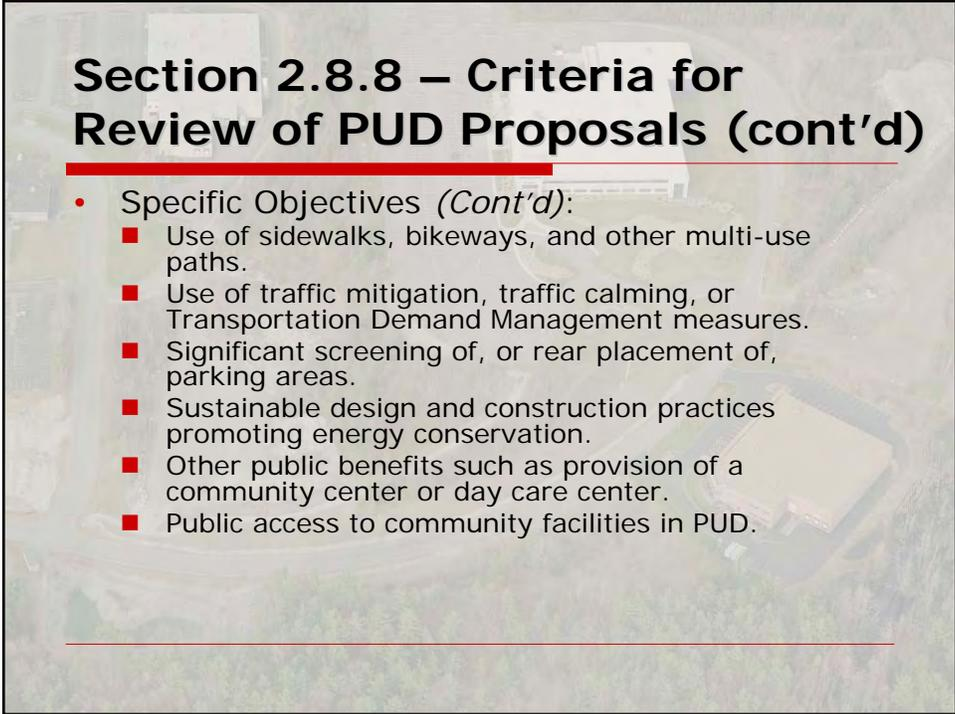 Section 2.8.8 – Criteria for
Review of PUD Proposals (cont’d)
• Specific Objectives (Cont’d):
■ Use of sidewalks, bikeways, and other multi-use
paths.
■ Use of traffic mitigation, traffic calming, or
Transportation Demand Management measures.
■ Significant screening of, or rear placement of,
parking areas.
■ Sustainable design and construction practices
promoting energy conservation.
■ Other public benefits such as provision of a
community center or day care center.
■ Public access to community facilities in PUD.